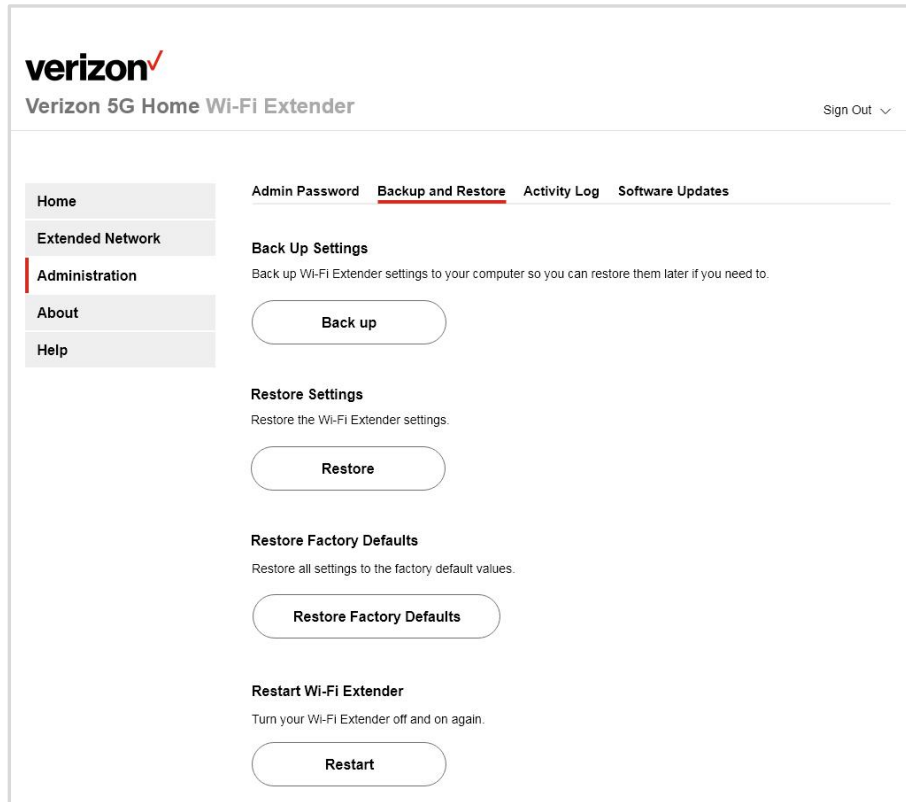 verizon
Verizon 5G Home Wi-Fi Extender
Sign Out
Home
Extended Network
Administration
About
Help
Admin Password Backup and Restore Activity Log Software Updates
Back Up Settings
Back up Wi-Fi Extender settings to your computer so you can restore them later if you need to.
Back up
Restore Settings
Restore the Wi-Fi Extender settings.
Restore
Restore Factory Defaults
Restore all settings to the factory default values.
Restore Factory Defaults
Restart Wi-Fi Extender
Turn your Wi-Fi Extender off and on again.
Restart